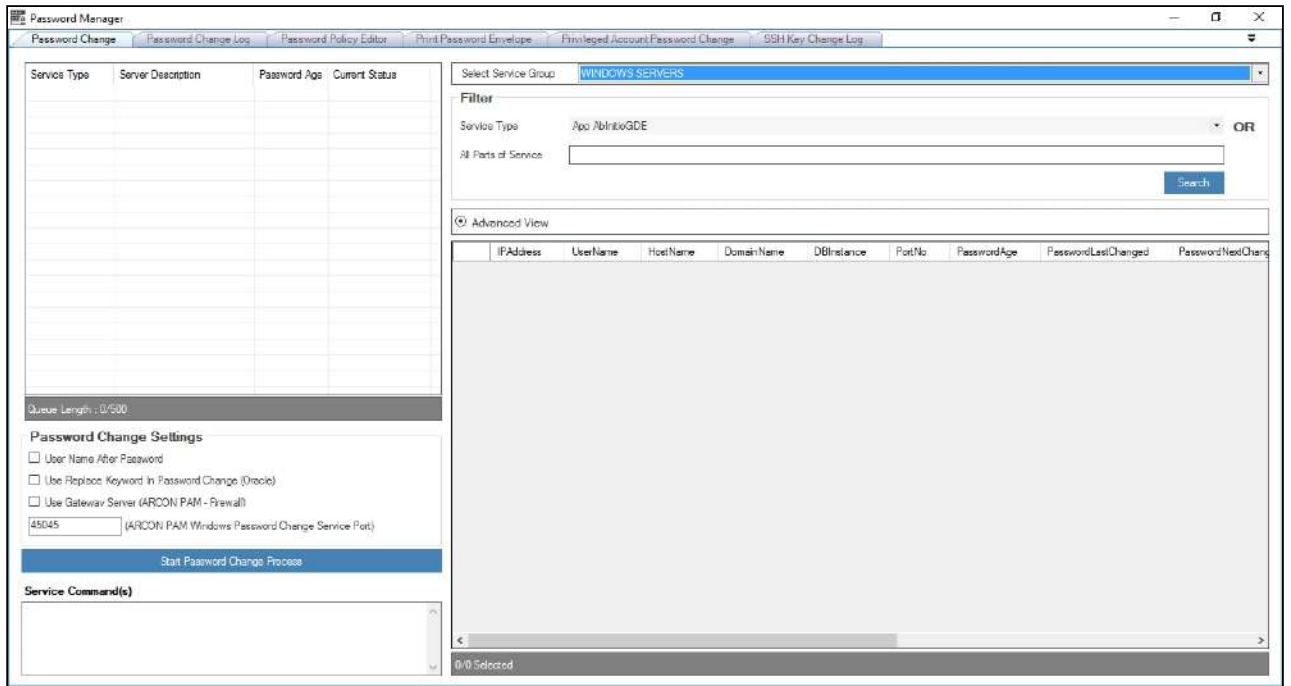 Password Manager
Password Change Password Change Log Password Policy Editor Print Password Envelope Privileged Account Password Change SSH Key Change Log
Service Type Server Description Password Age Current Status
Queue Length : 0/500
Password Change Settings
User Name After Password
Use Replace Keyword In Password Change (Oracle)
Use Gateway Server (ARCON PAM - Firewall)
45045 (ARCON PAM Windows Password Change Service Port)
Start Password Change Process
Service Command(s)
Select Service Group WINDOWS SERVERS
Filter
Service Type App AbInitioGDE OR
All Parts of Service
Search
Advanced View
IPAddress UserName HostName DomainName DBInstance PortNo PasswordAge PasswordLastChanged PasswordNextChang
0/0 Selected